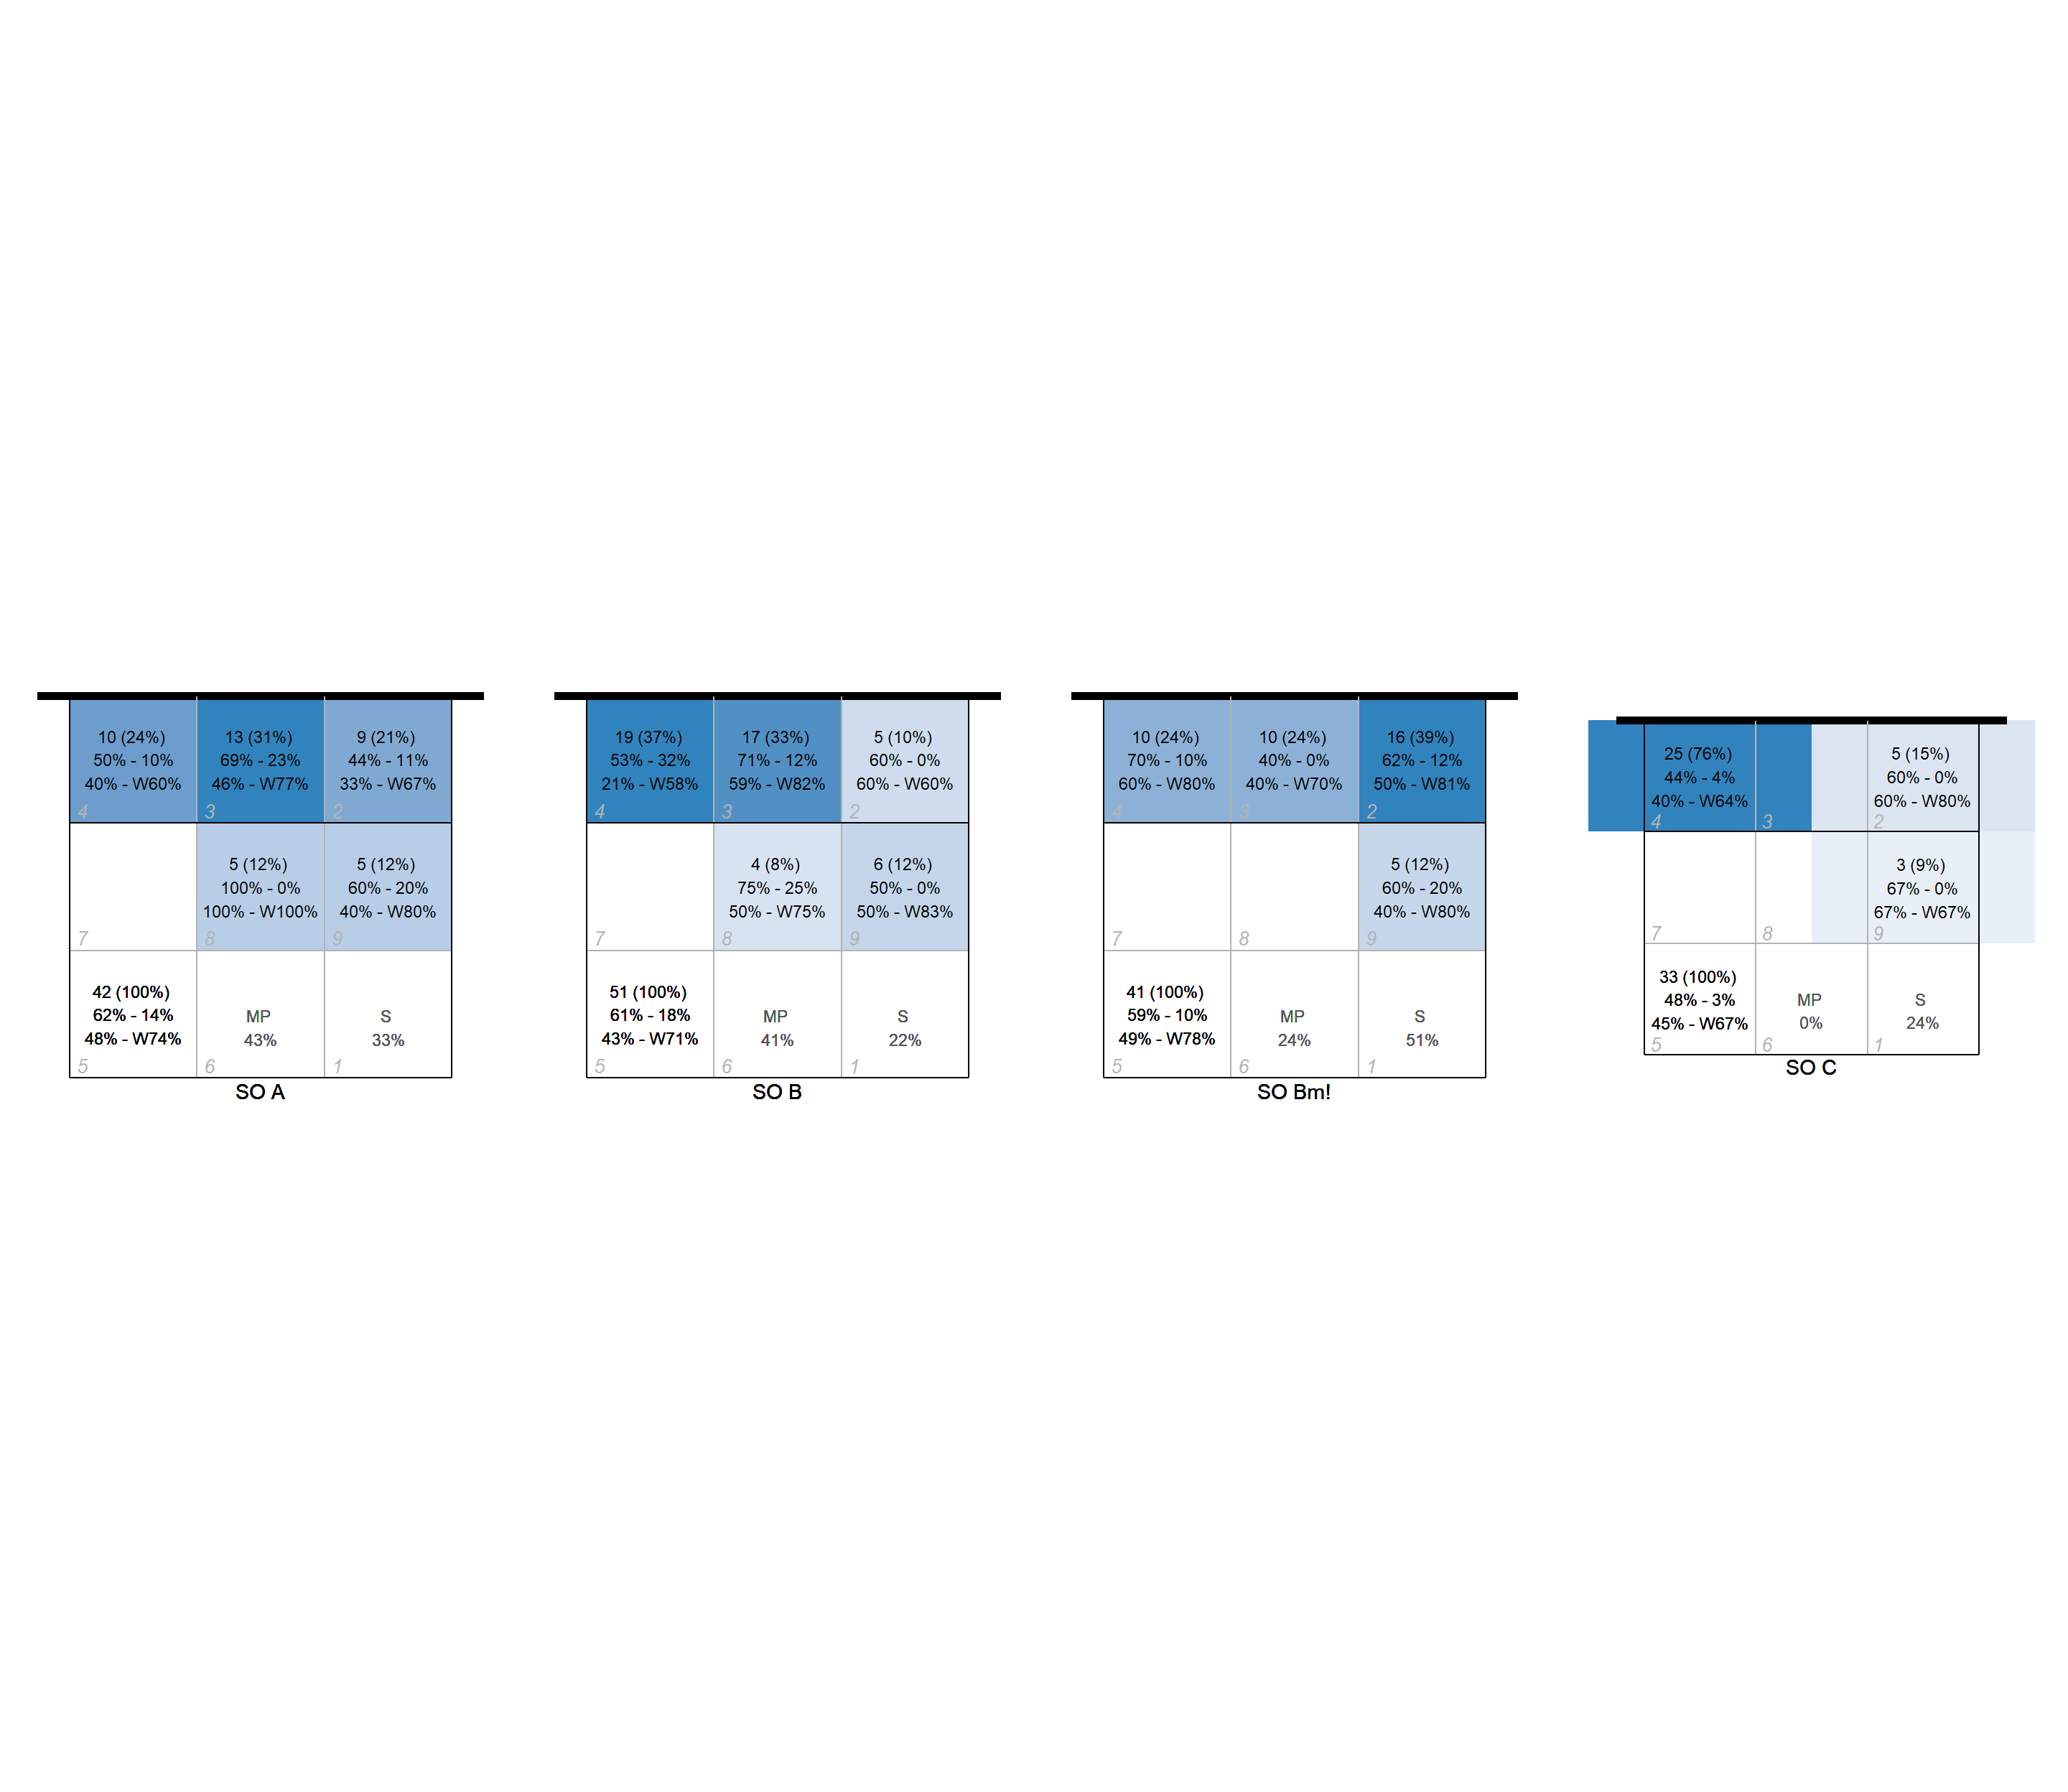 10 (24%)
50% - 10%
40% - W60%
4
13 (31%)
69% - 23%
46% - W77%
3
9 (21%)
44% - 11%
33% - W67%
2
7
5 (12%)
100% - 0%
100% - W100%
8
5 (12%)
60% - 20%
40% - W80%
9
42 (100%)
62% - 14%
48% - W74%
5
MP
43%
6
S
33%
1
SO A
19 (37%)
53% - 32%
21% - W58%
4
17 (33%)
71% - 12%
59% - W82%
3
5 (10%)
60% - 0%
60% - W60%
2
7
4 (8%)
75% - 25%
50% - W75%
8
6 (12%)
50% - 0%
50% - W83%
9
51 (100%)
61% - 18%
43% - W71%
5
MP
41%
6
S
22%
1
SO B
10 (24%)
70% - 10%
60% - W80%
4
10 (24%)
40% - 0%
40% - W70%
3
16 (39%)
62% - 12%
50% - W81%
2
7
8
5 (12%)
60% - 20%
40% - W80%
9
41 (100%)
59% - 10%
49% - W78%
5
MP
24%
6
S
51%
1
SO Bm!
25 (76%)
44% - 4%
40% - W64%
4
3
5 (15%)
60% - 0%
60% - W80%
2
7
8
3 (9%)
67% - 0%
67% - W67%
9
33 (100%)
48% - 3%
45% - W67%
5
MP
0%
6
S
24%
1
SO C